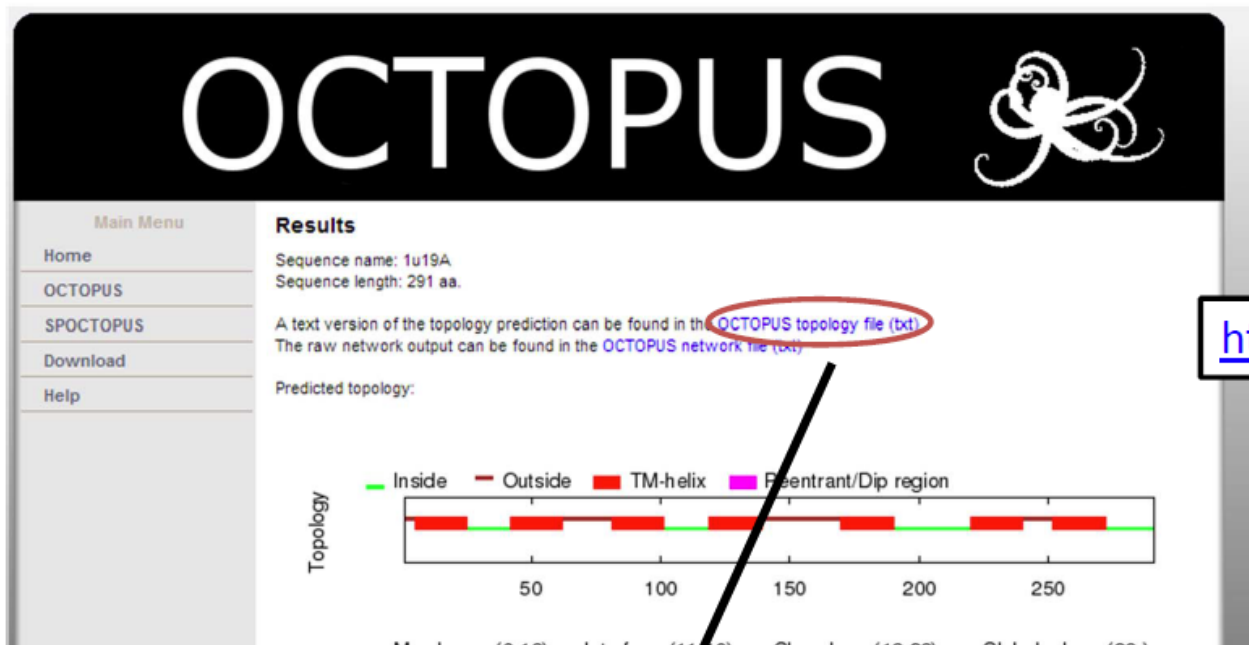 OCTOPUS
Main Menu
Home
OCTOPUS
SPOCTOPUS
Download
Help
Results
Sequence name: 1u19A
Sequence length: 291 aa.
A text version of the topology prediction can be found in the OCTOPUS topology file (txt)
The raw network output can be found in the OCTOPUS network file (txt)
Predicted topology:
Inside Outside TM-helix Reentrant/Dip region
Topology
50 100 150 200 250